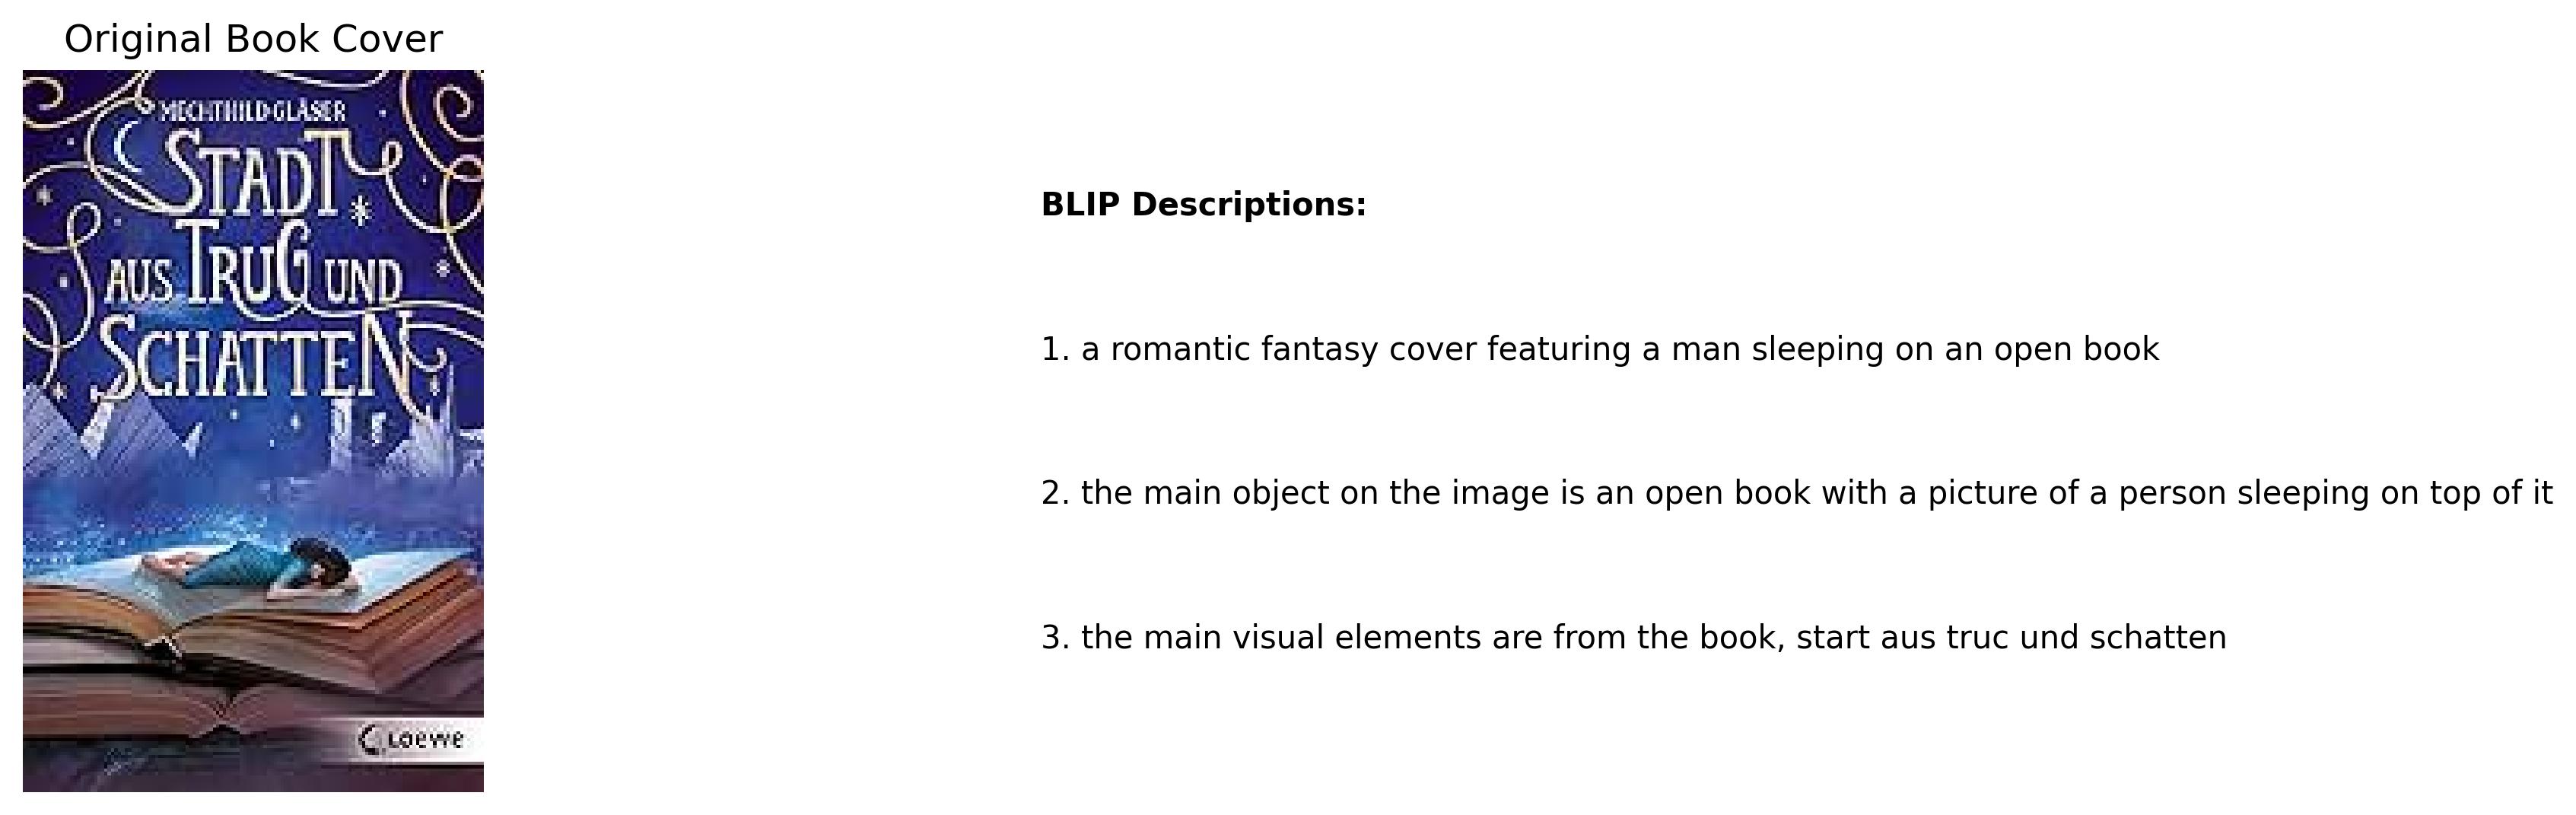 Original Book Cover
MECHTHILD GLÄSER
STADT
AUS TRUG UND
SCHATTEN
Loewe
BLIP Descriptions:
1. a romantic fantasy cover featuring a man sleeping on an open book
2. the main object on the image is an open book with a picture of a person sleeping on top of it
3. the main visual elements are from the book, start aus truc und schatten